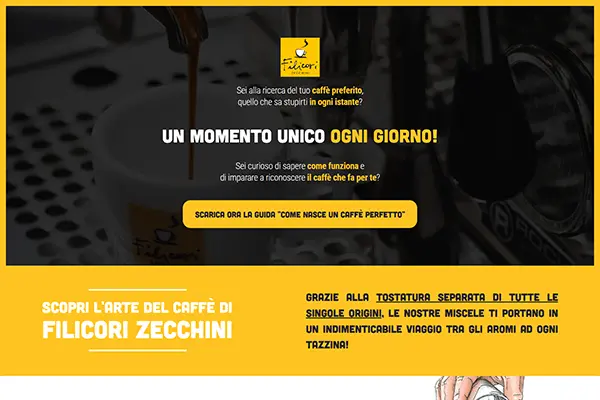 Filicori
ZECCHINI
Sei alla ricerca del tuo caffè preferito,
quello che sa stupirti in ogni istante?
UN MOMENTO UNICO OGNI GIORNO!
Sei curioso di sapere come funziona e
di imparare a riconoscere il caffè che fa per te?
SCARICA ORA LA GUIDA "COME NASCE UN CAFFÈ PERFETTO"
Filicori
SCOPRI L'ARTE DEL CAFFÈ DI
FILICORI ZECCHINI
GRAZIE ALLA TOSTATURA SEPARATA DI TUTTE LE
SINGOLE ORIGINI, LE NOSTRE MISCELE TI PORTANO IN
UN INDIMENTICABILE VIAGGIO TRA GLI AROMI AD OGNI
TAZZINA!